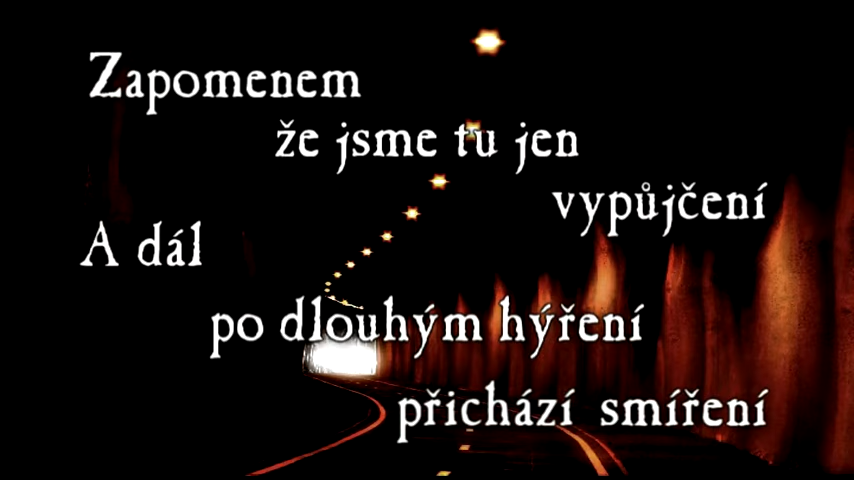 Zapomenem
že jsme tu jen
vypůjčení
A dál
po dlouhým hýření
přichází smíření